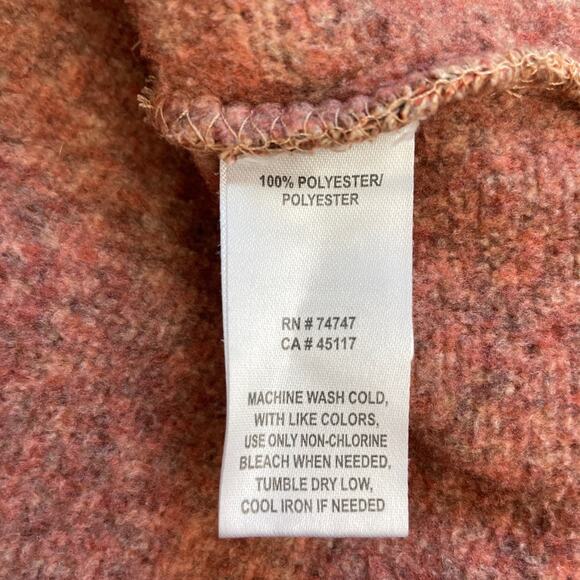 100% POLYESTER/
POLYESTER
RN # 74747
CA # 45117
MACHINE WASH COLD,
WITH LIKE COLORS,
USE ONLY NON-CHLORINE
BLEACH WHEN NEEDED,
TUMBLE DRY LOW,
COOL IRON IF NEEDED